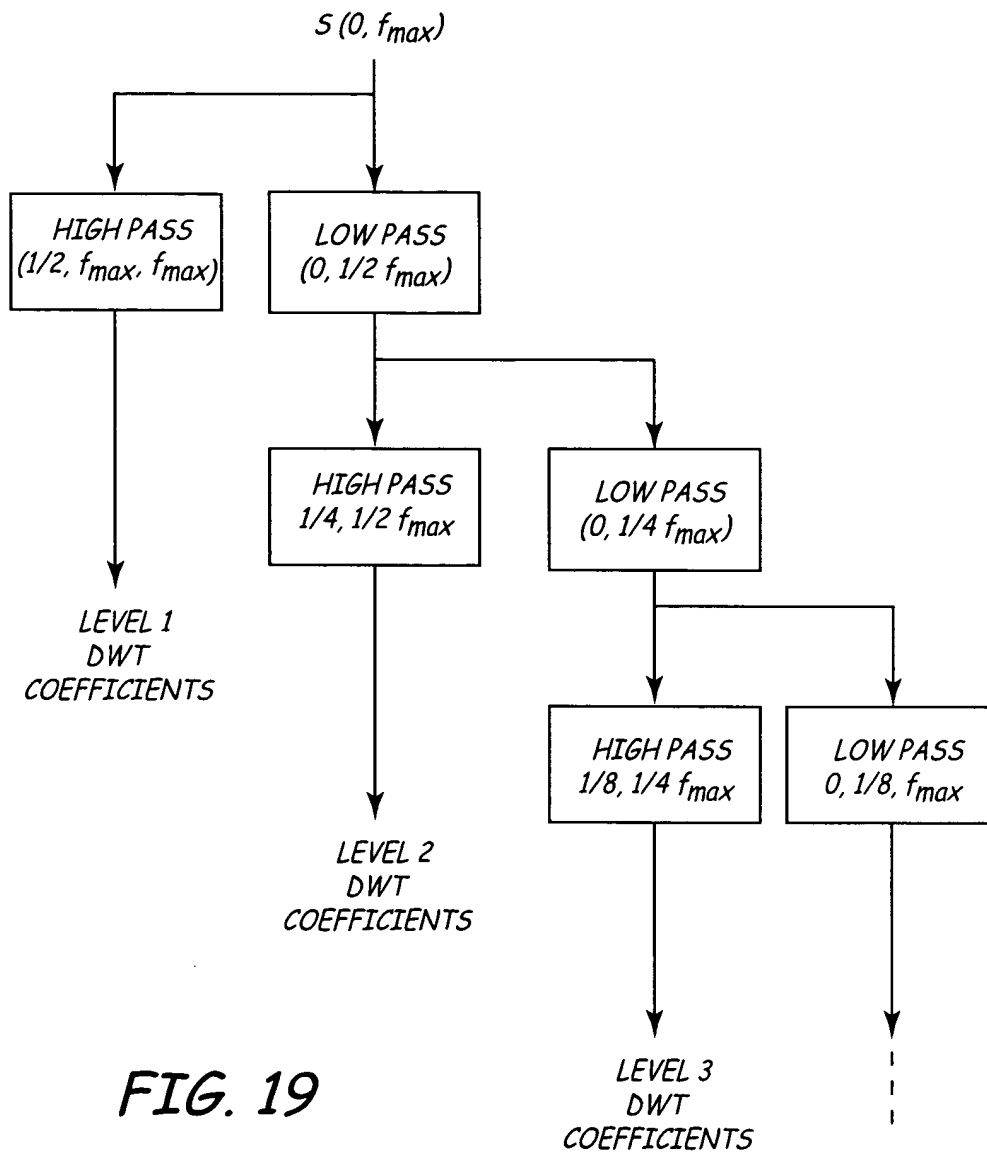 S (0, fmax)
HIGH PASS
(1/2, fmax, fmax)
LOW PASS
(0, 1/2 fmax)
HIGH PASS
1/4, 1/2 fmax
LOW PASS
(0, 1/4 fmax)
LEVEL 1
DWT
COEFFICIENTS
HIGH PASS
1/8, 1/4 fmax
LOW PASS
0, 1/8, fmax
LEVEL 2
DWT
COEFFICIENTS
LEVEL 3
DWT
COEFFICIENTS
FIG. 19